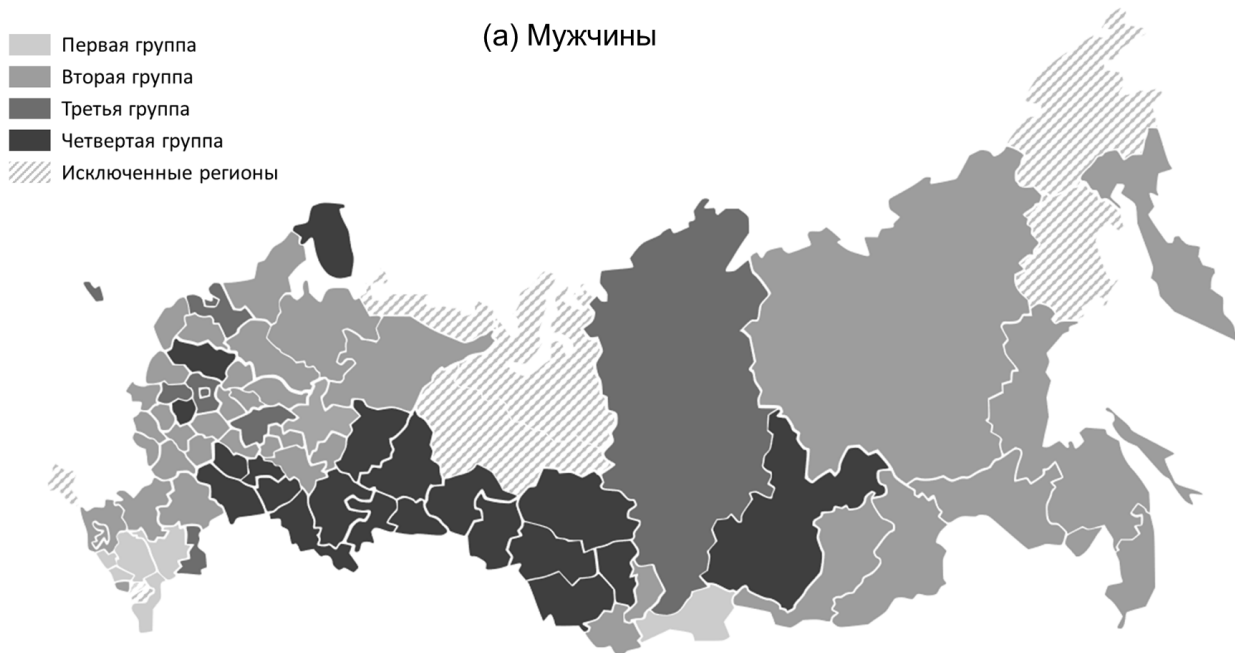 (а) Мужчины
Первая группа
Вторая группа
Третья группа
Четвертая группа
Исключенные регионы